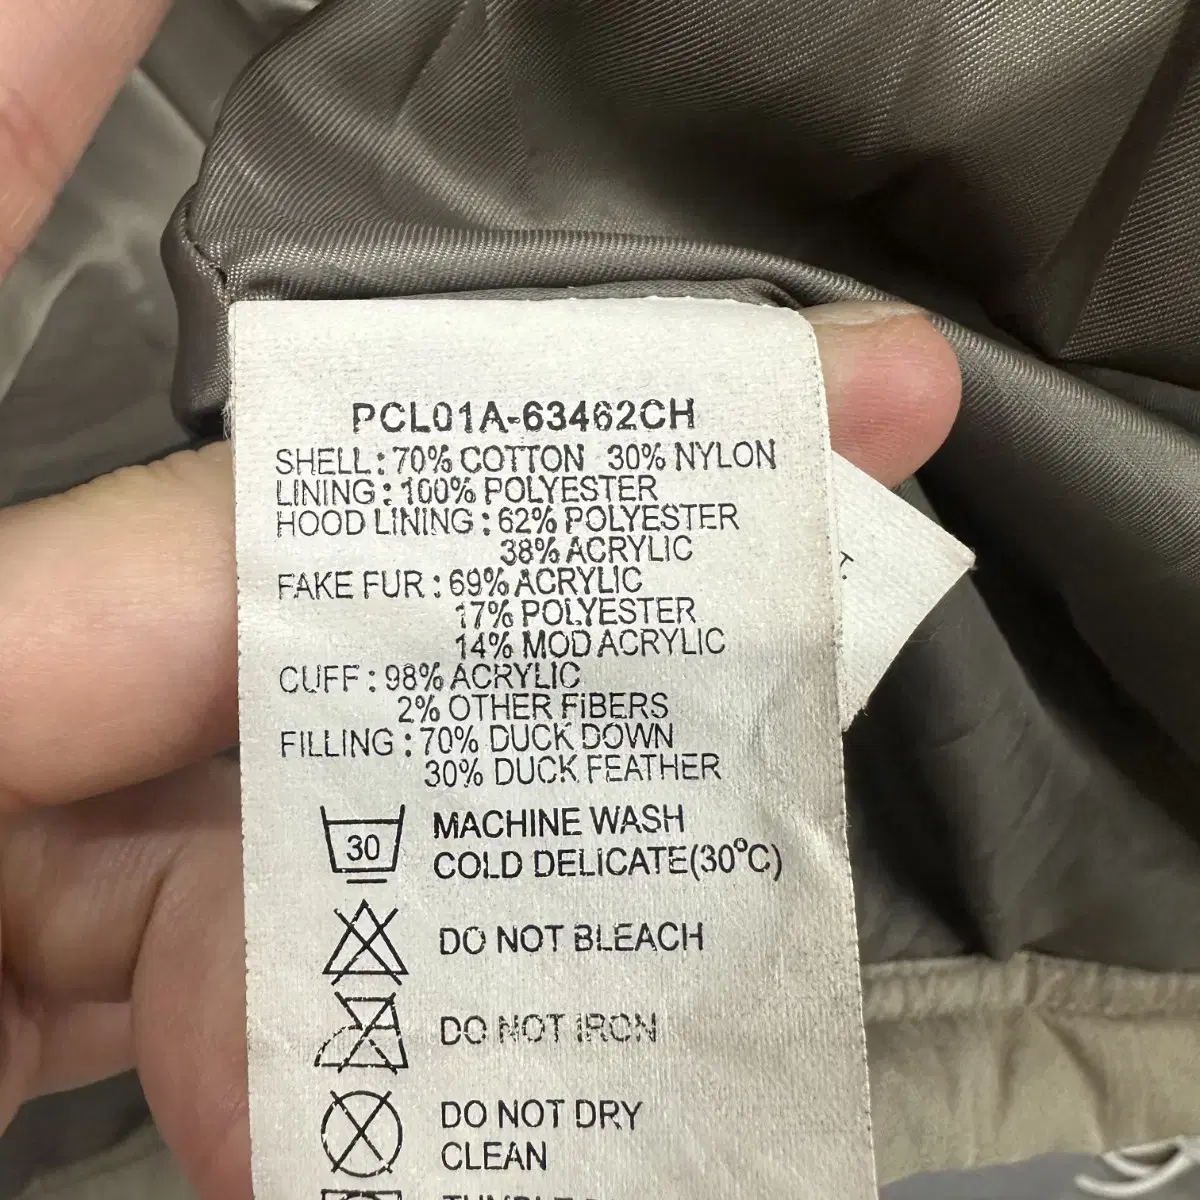 PCL01A-63462CH
SHELL: 70% COTTON 30% NYLON
LINING: 100% POLYESTER
HOOD LINING: 62% POLYESTER
38% ACRYLIC
FAKE FUR: 69% ACRYLIC
17% POLYESTER
14% MODACRYLIC
CUFF: 98% ACRYLIC
2% OTHER FIBERS
FILLING: 70% DUCK DOWN
30% DUCK FEATHER
30 MACHINE WASH
COLD DELICATE(30°C)
DO NOT BLEACH
DO NOT IRON
DO NOT DRY
CLEAN